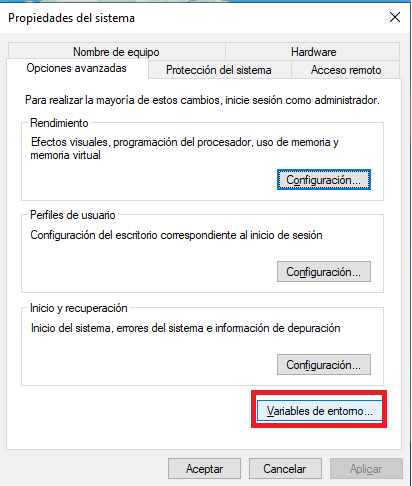 Propiedades del sistema
Nombre de equipo
Hardware
Opciones avanzadas
Protección del sistema
Acceso remoto
Para realizar la mayoría de estos cambios, inicie sesión como administrador.
Rendimiento
Efectos visuales, programación del procesador, uso de memoria y
memoria virtual
Configuración...
Perfiles de usuario
Configuración del escritorio correspondiente al inicio de sesión
Configuración...
Inicio y recuperación
Inicio del sistema, errores del sistema e información de depuración
Configuración...
Variables de entorno...
Aceptar
Cancelar
Aplicar